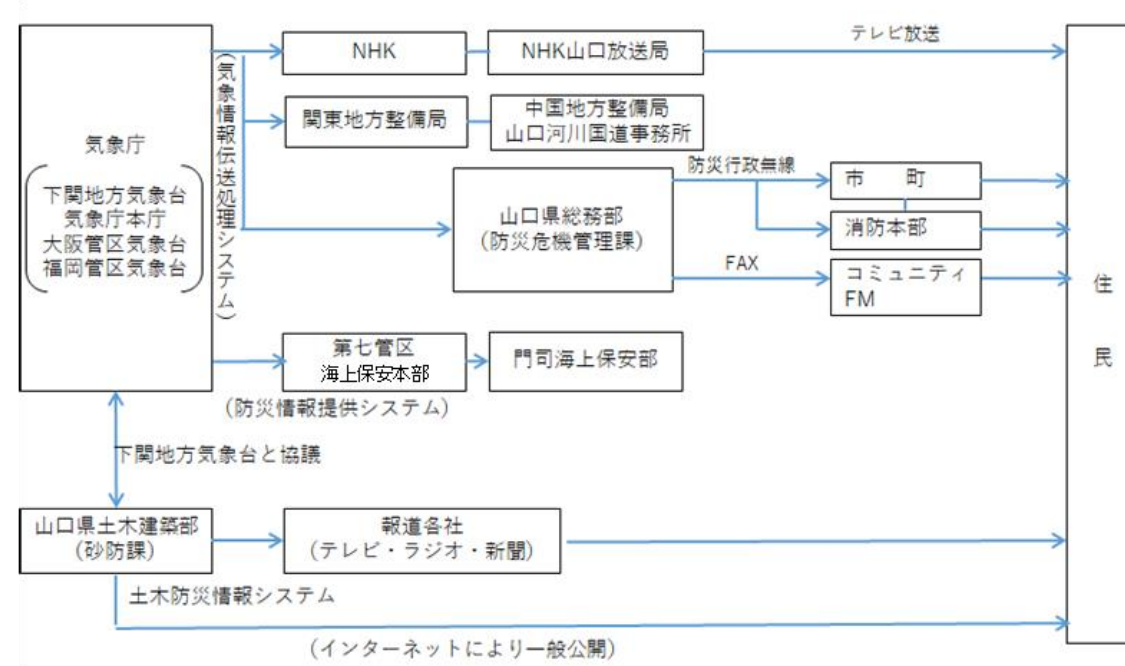 気象庁
下関地方気象台
気象庁本庁
大阪管区気象台
福岡管区気象台
(気象情報伝送処理システム)
NHK
NHK山口放送局
テレビ放送
関東地方整備局
中国地方整備局
山口河川国道事務所
山口県総務部
(防災危機管理課)
防災行政無線
市　　町
消防本部
FAX
コミュニティ
FM
住民
第七管区
海上保安本部
門司海上保安部
(防災情報提供システム)
下関地方気象台と協議
山口県土木建築部
(砂防課)
報道各社
(テレビ・ラジオ・新聞)
土木防災情報システム
(インターネットにより一般公開)